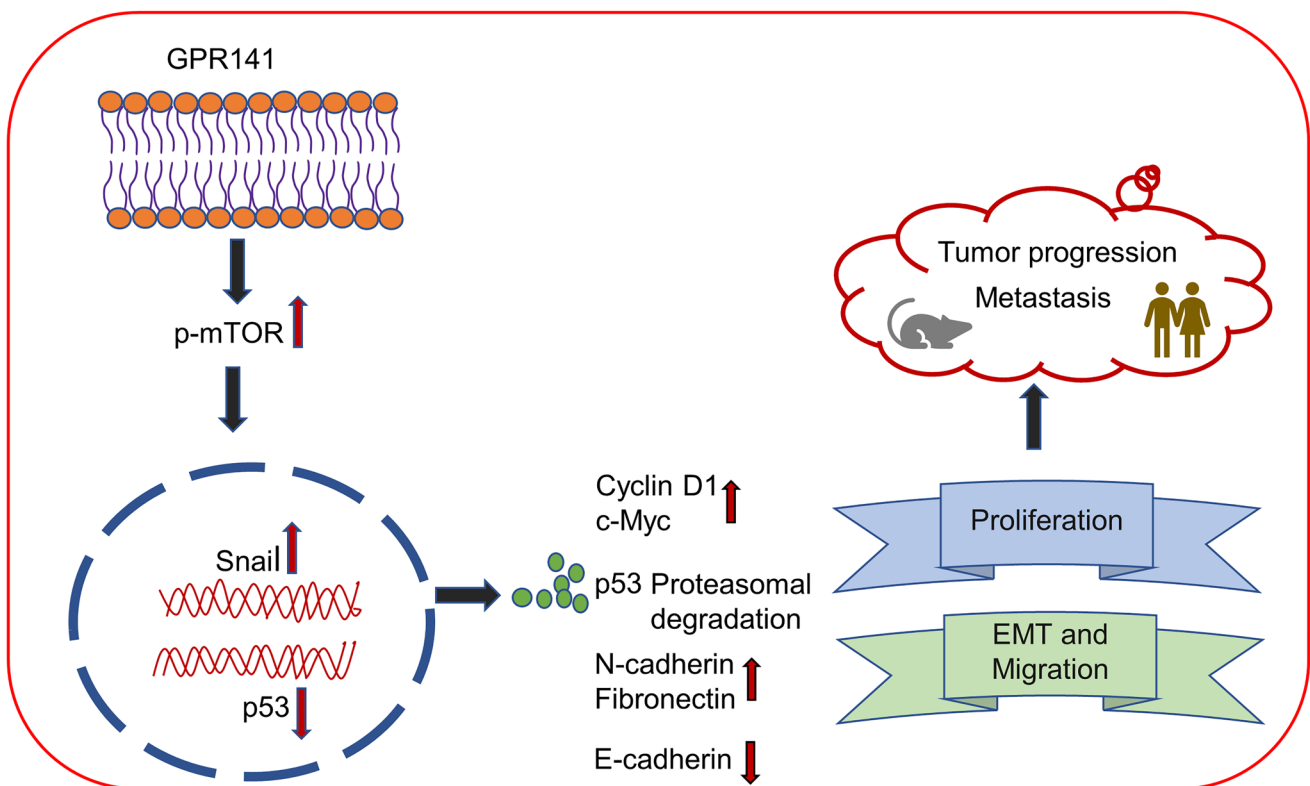 GPR141
p-mTOR
Snail
p53
Cyclin D1
c-Myc
p53 Proteasomal
degradation
N-cadherin
Fibronectin
E-cadherin
Tumor progression
Metastasis
Proliferation
EMT and
Migration